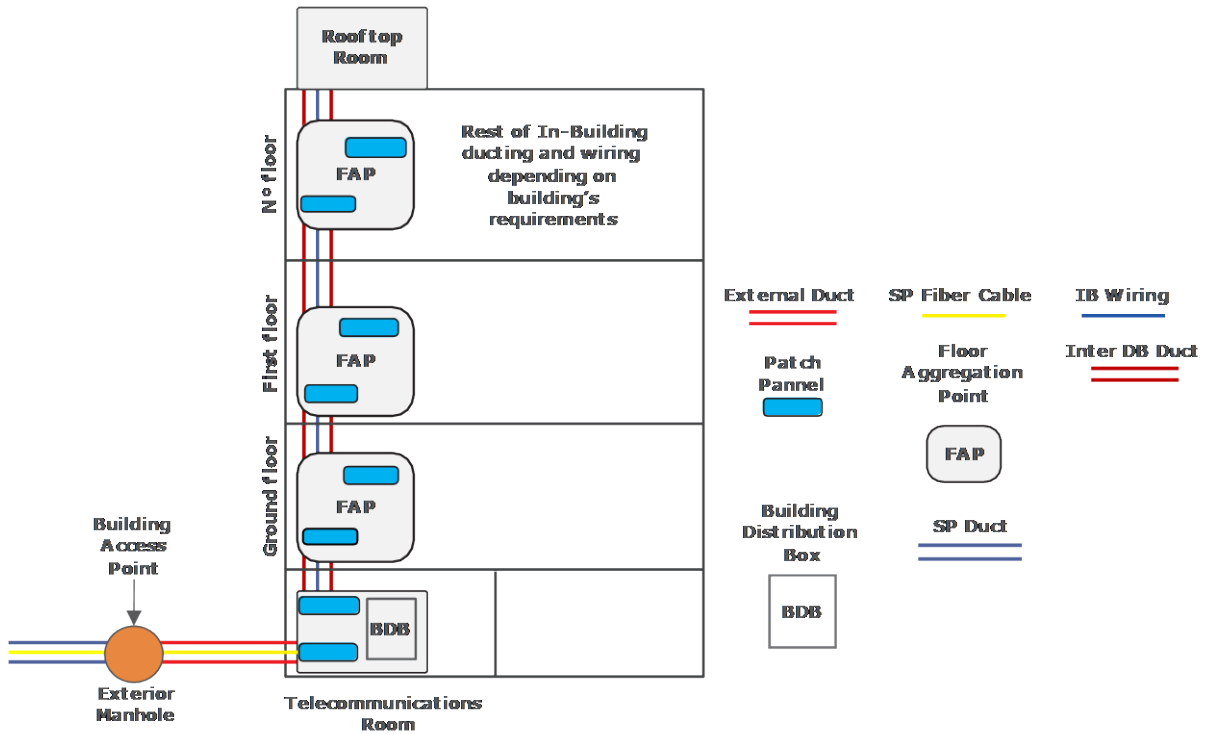 Rooftop
Room
Nº floor
FAP
Rest of In-Building
ducting and wiring
depending on
building's
requirements
First floor
FAP
Ground floor
FAP
Building
Access
Point
BDB
Exterior
Manhole
Telecommunications
Room
External Duct
SP Fiber Cable
IB Wiring
Patch
Pannel
Floor
Aggregation
Point
Inter DB Duct
FAP
Building
Distribution
Box
SP Duct
BDB